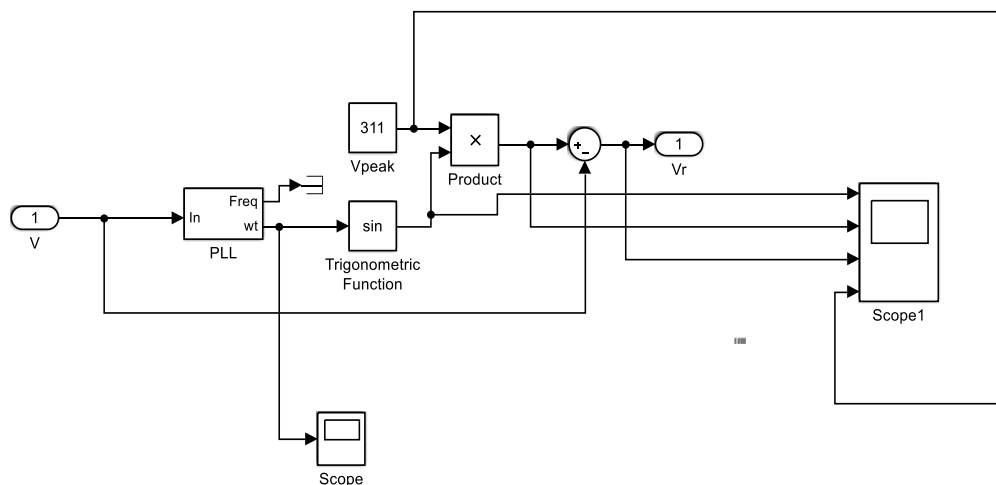 311
Vpeak
×
Product
+
−
1
Vr
Freq
In
wt
PLL
1
V
sin
Trigonometric
Function
Scope1
Scope